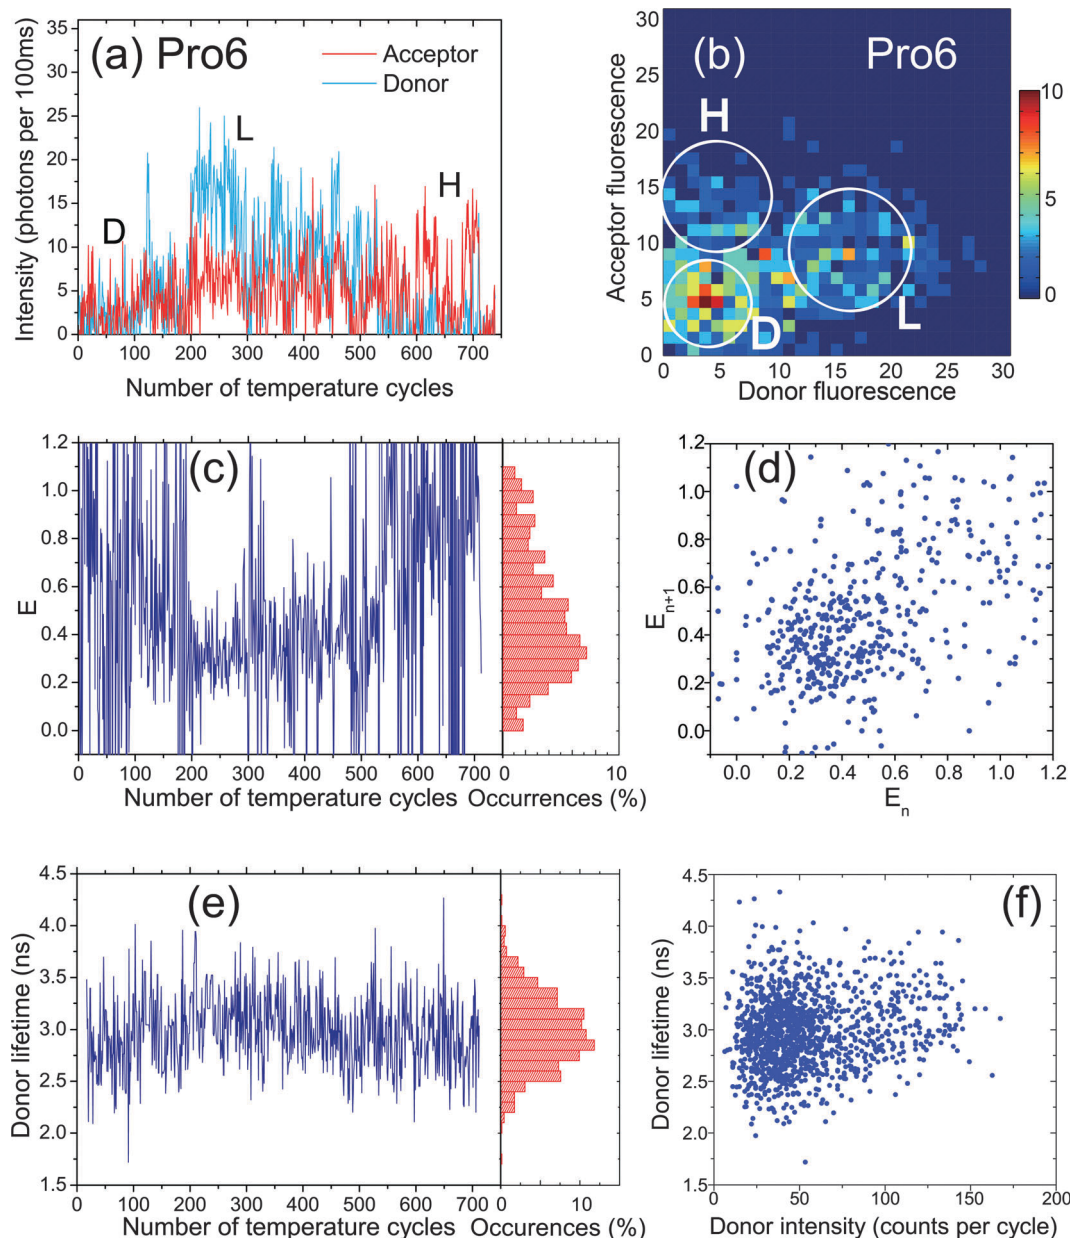 (a) Pro6
Acceptor
Donor
D
L
H
Intensity (photons per 100ms)
35
30
25
20
15
10
5
0
0 100 200 300 400 500 600 700
Number of temperature cycles
(b) Pro6
H
D
L
Acceptor fluorescence
30
25
20
15
10
5
0
0 5 10 15 20 25 30
Donor fluorescence
10
0
(c)
E
1.2
1.0
0.8
0.6
0.4
0.2
0.0
0 100 200 300 400 500 600 700
Number of temperature cycles
0 10
Occurrences (%)
(d)
En+1
1.2
1.0
0.8
0.6
0.4
0.2
0.0
0.0 0.2 0.4 0.6 0.8 1.0 1.2
En
(e)
Donor lifetime (ns)
4.5
4.0
3.5
3.0
2.5
2.0
1.5
0 100 200 300 400 500 600 700
Number of temperature cycles
0 10
Occurences (%)
(f)
Donor lifetime (ns)
4.5
4.0
3.5
3.0
2.5
2.0
1.5
0 50 100 150 200
Donor intensity (counts per cycle)